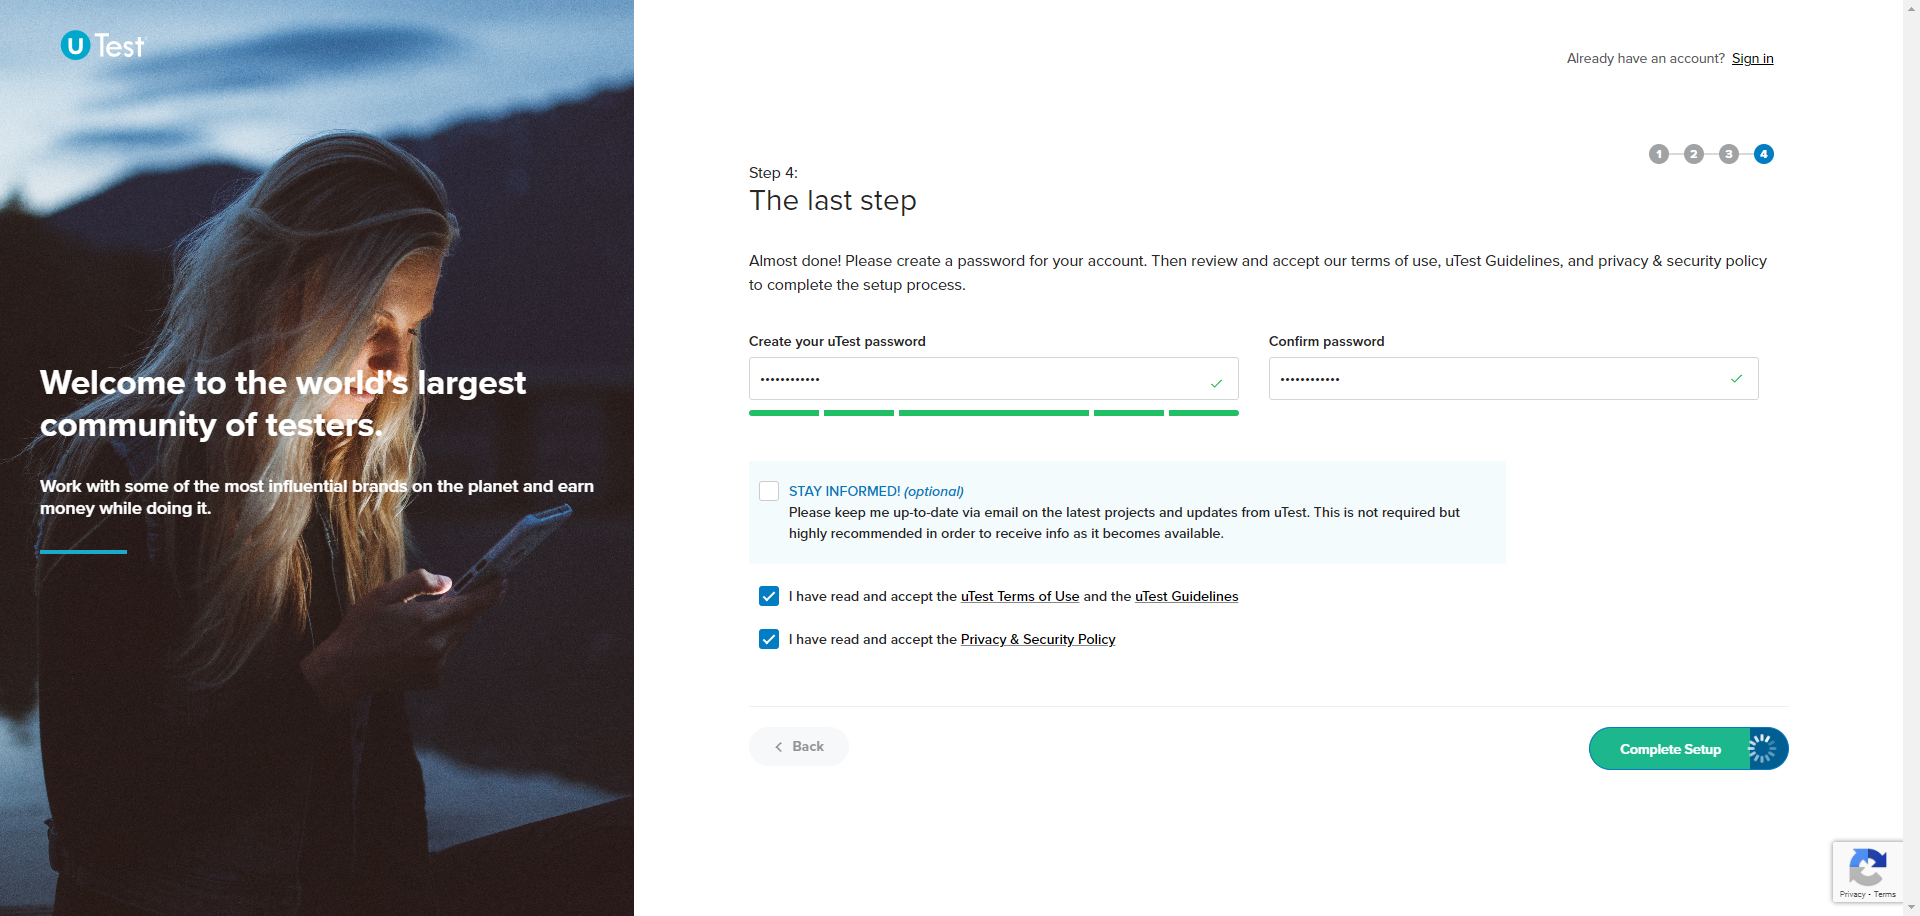 U Test
Welcome to the world's largest
community of testers.
Work with some of the most influential brands on the planet and earn
money while doing it.
Already have an account? Sign in
1 2 3 4
Step 4:
The last step
Almost done! Please create a password for your account. Then review and accept our terms of use, uTest Guidelines, and privacy & security policy
to complete the setup process.
Create your uTest password
Confirm password
••••••••••••
••••••••••••
STAY INFORMED! (optional)
Please keep me up-to-date via email on the latest projects and updates from uTest. This is not required but
highly recommended in order to receive info as it becomes available.
I have read and accept the uTest Terms of Use and the uTest Guidelines
I have read and accept the Privacy & Security Policy
Back
Complete Setup
Privacy - Terms